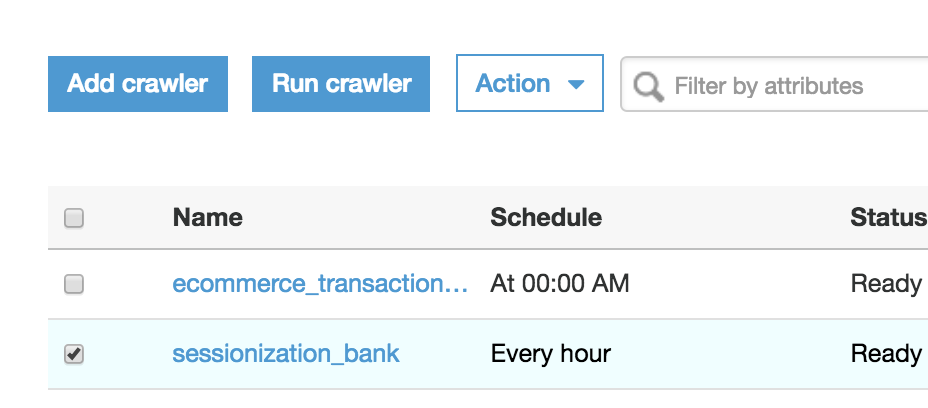 Add crawler Run crawler Action Filter by attributes
Name Schedule Status
ecommerce_transaction... At 00:00 AM Ready
sessionization_bank Every hour Ready